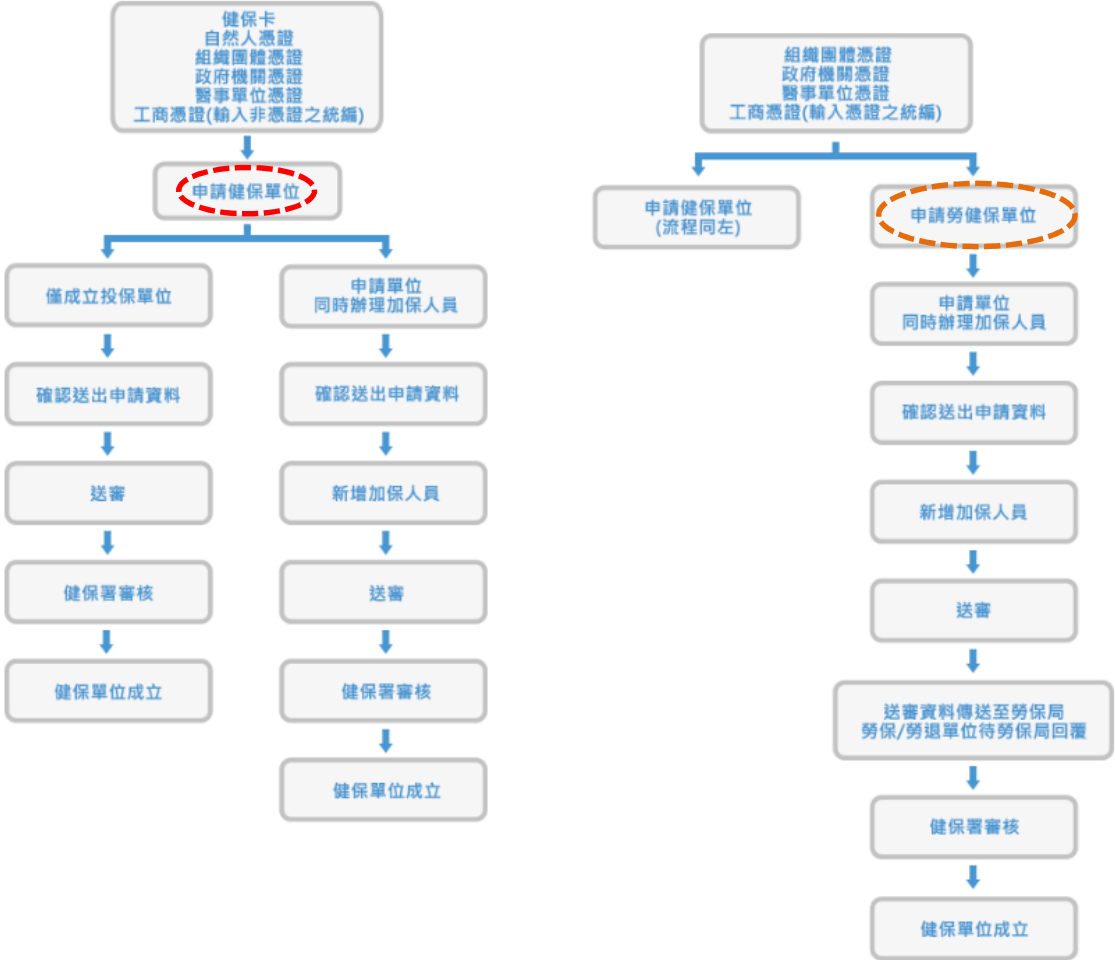 健保卡
自然人憑證
組織團體憑證
政府機關憑證
醫事單位憑證
工商憑證(輸入非憑證之統編)
申請健保單位
僅成立投保單位
確認送出申請資料
送審
健保署審核
健保單位成立
申請單位
同時辦理加保人員
確認送出申請資料
新增加保人員
送審
健保署審核
健保單位成立
組織團體憑證
政府機關憑證
醫事單位憑證
工商憑證(輸入憑證之統編)
申請健保單位
(流程同左)
申請勞健保單位
申請單位
同時辦理加保人員
確認送出申請資料
新增加保人員
送審
送審資料傳送至勞保局
勞保/勞退單位待勞保局回覆
健保署審核
健保單位成立